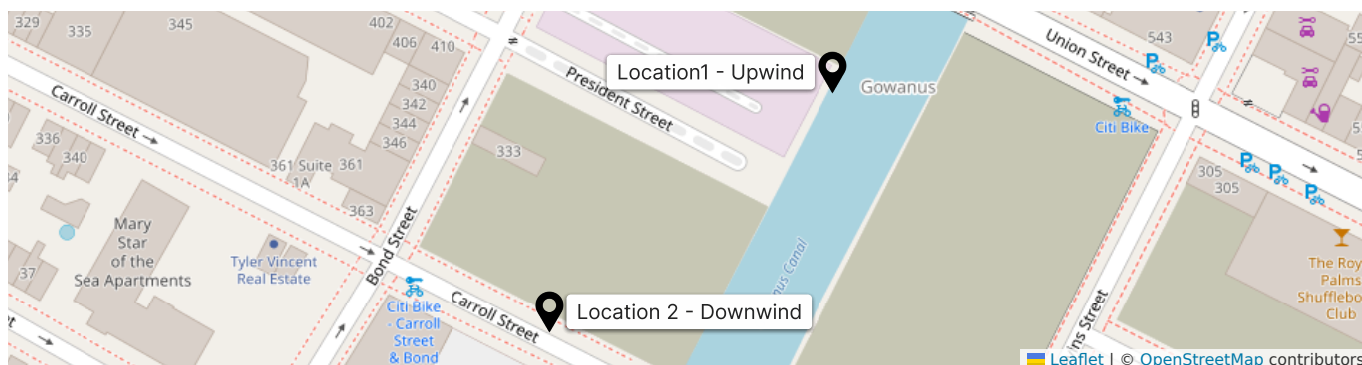 329
335
345
402
406
410
340
342
344
346
Carroll Street
336
340
361 Suite
1A
361
363
Mary
Star
of the
Sea Apartments
37
Tyler Vincent
Real Estate
Bond Street
Citi Bike
- Carroll
Street
& Bond
Carroll Street
333
President Street
Location1 - Upwind
Gowanus
Location 2 - Downwind
Union Street
543
Citi Bike
305
305
The Roy
Palms
Shufflebo
Club
Leaflet | © OpenStreetMap contributors